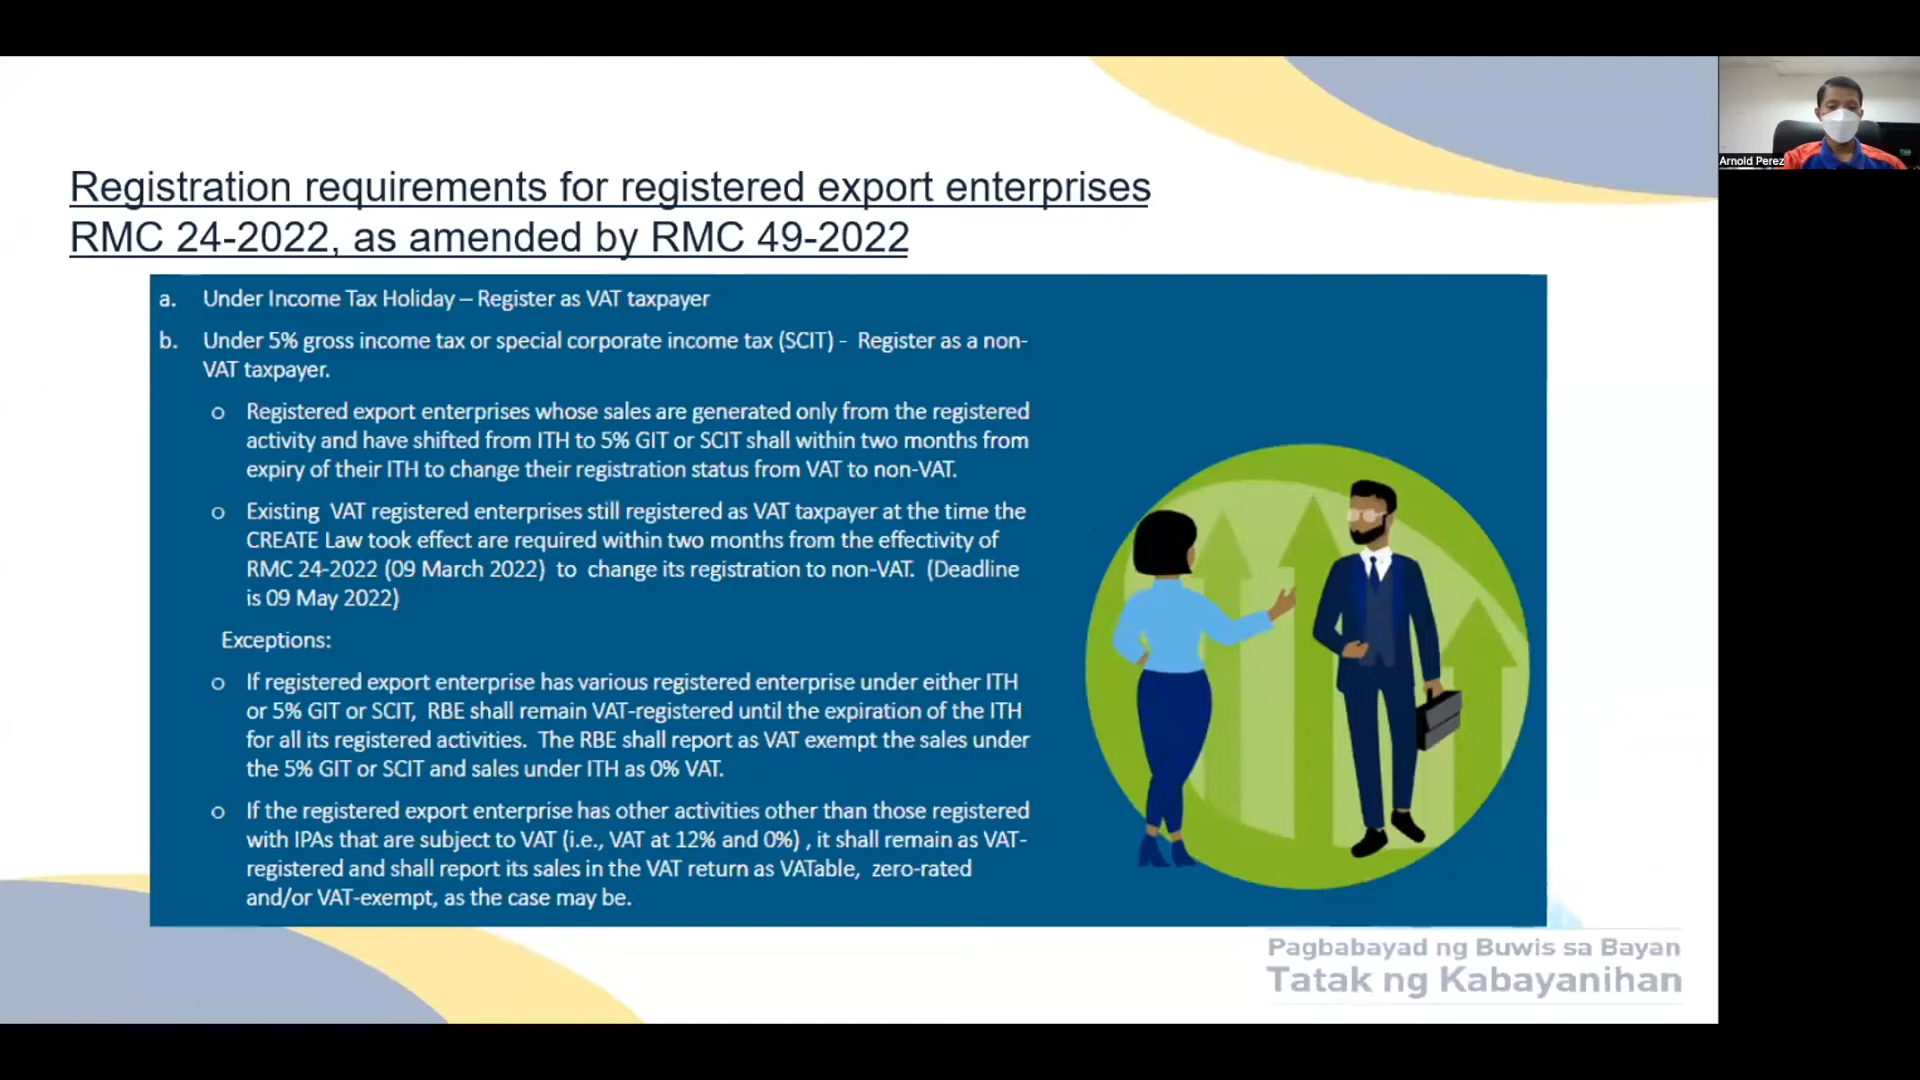 Registration requirements for registered export enterprises
RMC 24-2022, as amended by RMC 49-2022
a. Under Income Tax Holiday – Register as VAT taxpayer
b. Under 5% gross income tax or special corporate income tax (SCIT) - Register as a non-
VAT taxpayer.
o Registered export enterprises whose sales are generated only from the registered
activity and have shifted from ITH to 5% GIT or SCIT shall within two months from
expiry of their ITH to change their registration status from VAT to non-VAT.
o Existing VAT registered enterprises still registered as VAT taxpayer at the time the
CREATE Law took effect are required within two months from the effectivity of
RMC 24-2022 (09 March 2022) to change its registration to non-VAT. (Deadline
is 09 May 2022)
Exceptions:
o If registered export enterprise has various registered enterprise under either ITH
or 5% GIT or SCIT, RBE shall remain VAT-registered until the expiration of the ITH
for all its registered activities. The RBE shall report as VAT exempt the sales under
the 5% GIT or SCIT and sales under ITH as 0% VAT.
o If the registered export enterprise has other activities other than those registered
with IPAs that are subject to VAT (i.e., VAT at 12% and 0%) , it shall remain as VAT-
registered and shall report its sales in the VAT return as VATable, zero-rated
and/or VAT-exempt, as the case may be.
Pagbabayad ng Buwis sa Bayan
Tatak ng Kabayanihan
Arnold Perez